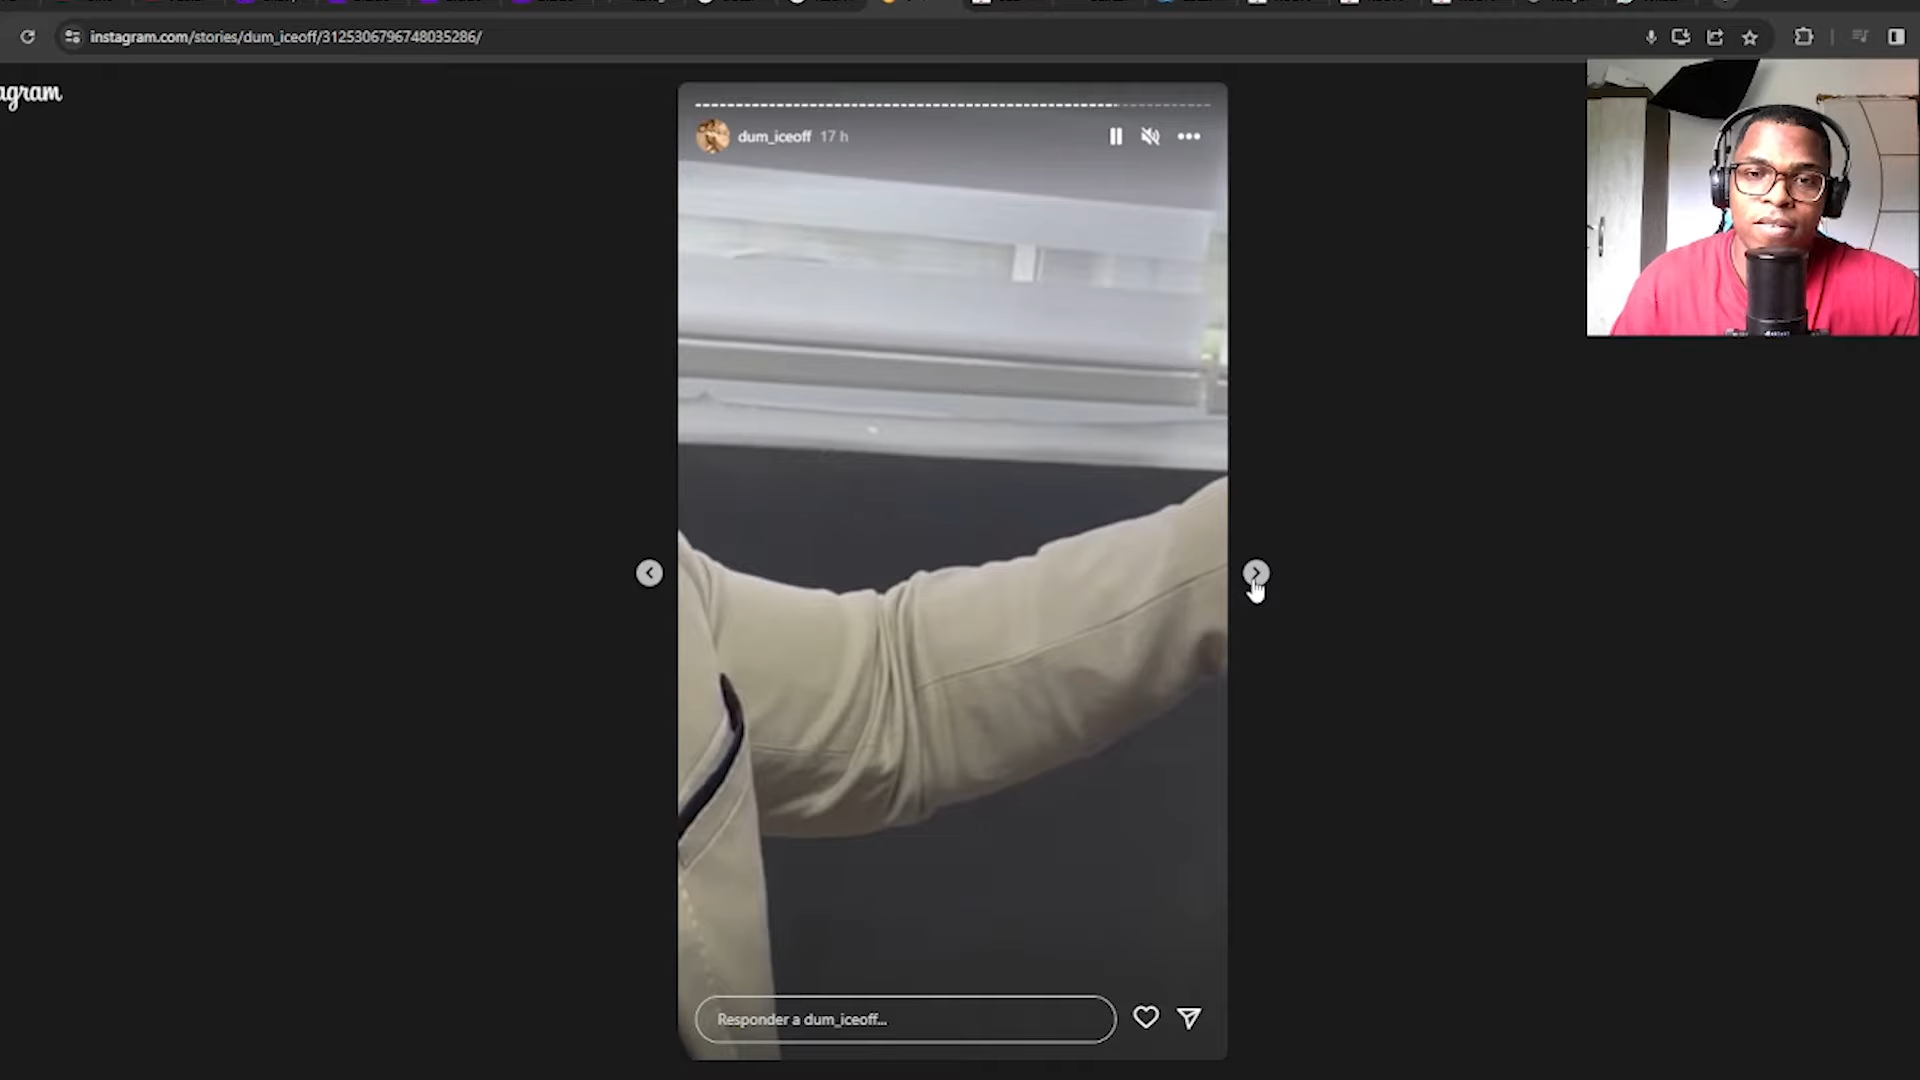 instagram.com/stories/dum_iceoff/3125306796748035286/
agram
dum_iceoff 17 h
Responder a dum_iceoff...